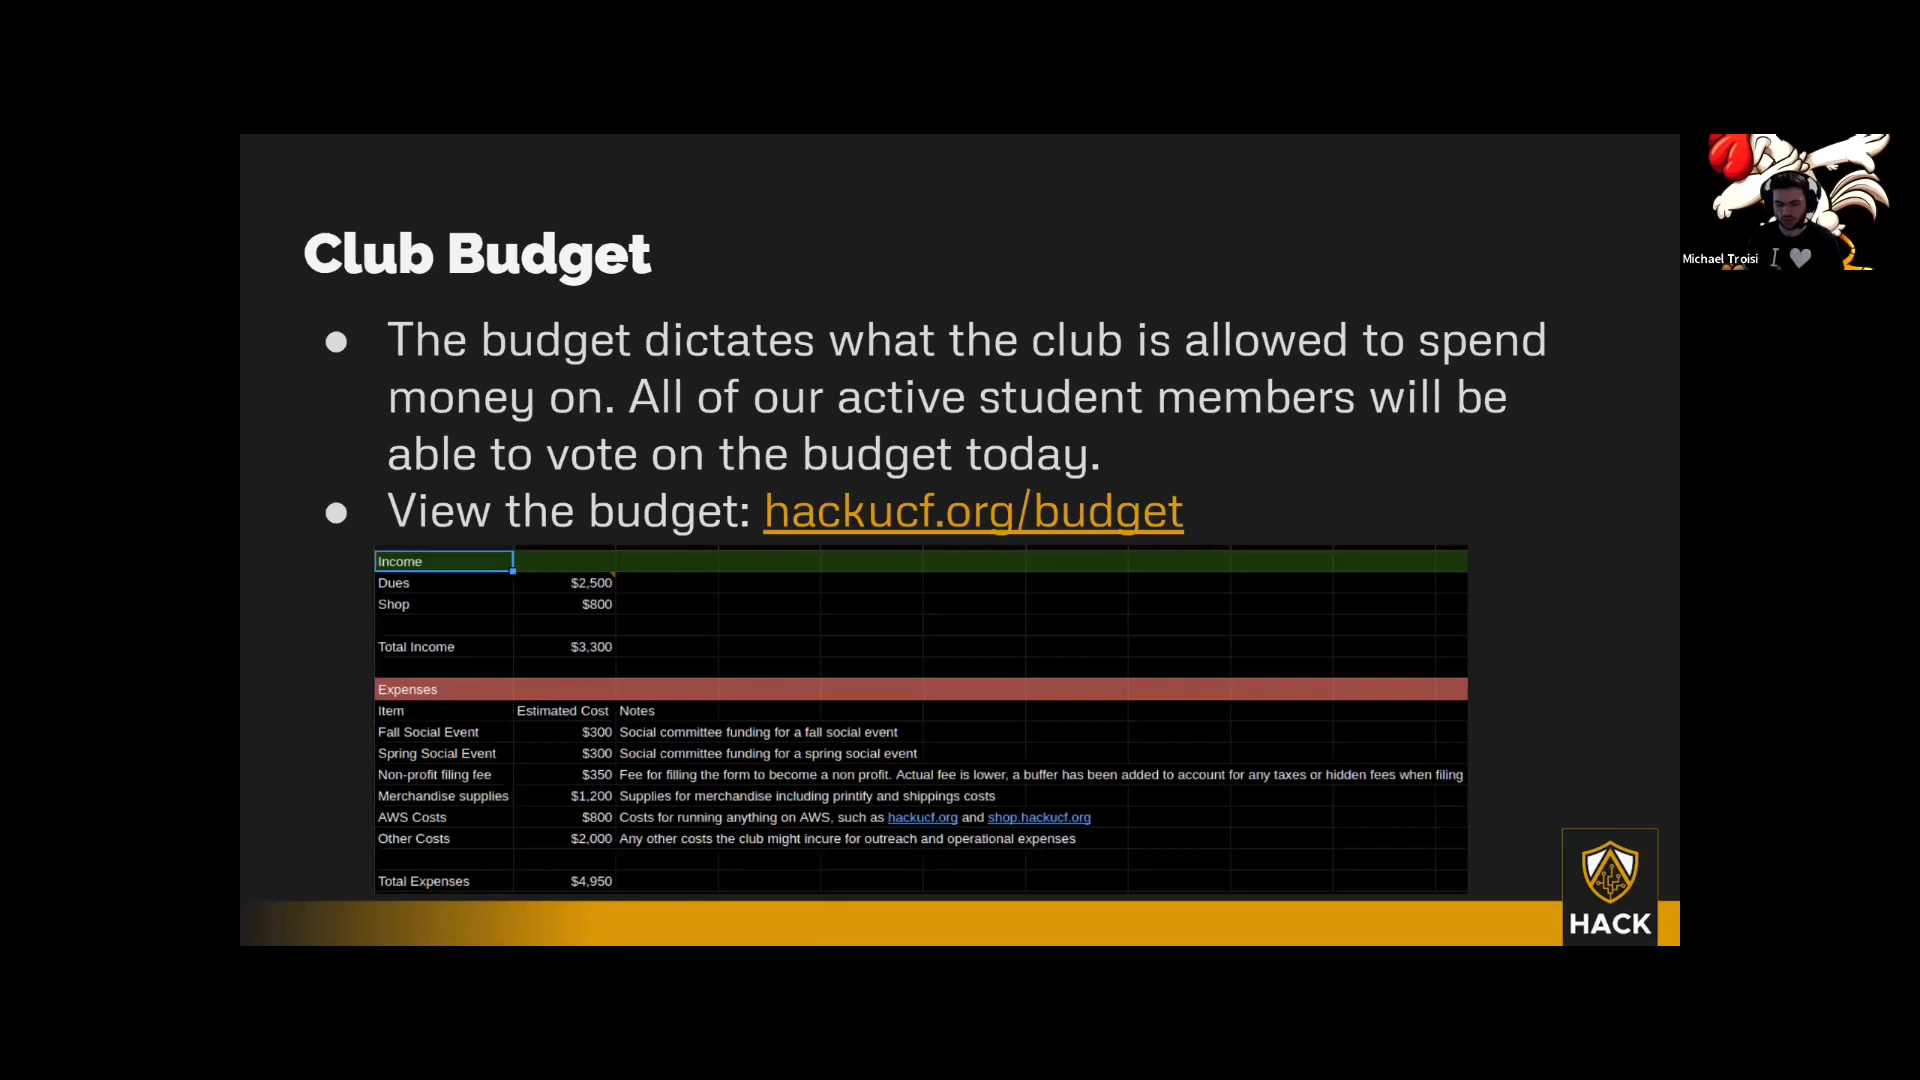 Club Budget
● The budget dictates what the club is allowed to spend
money on. All of our active student members will be
able to vote on the budget today.
● View the budget: hackucf.org/budget
Income
Dues $2,500
Shop $800
Total Income $3,300
Expenses
Item Estimated Cost Notes
Fall Social Event $300 Social committee funding for a fall social event
Spring Social Event $300 Social committee funding for a spring social event
Non-profit filing fee $350 Fee for filling the form to become a non profit. Actual fee is lower, a buffer has been added to account for any taxes or hidden fees when filing
Merchandise supplies $1,200 Supplies for merchandise including printify and shippings costs
AWS Costs $800 Costs for running anything on AWS, such as hackucf.org and shop.hackucf.org
Other Costs $2,000 Any other costs the club might incure for outreach and operational expenses
Total Expenses $4,950
HACK
Michael Troisi
I ♥